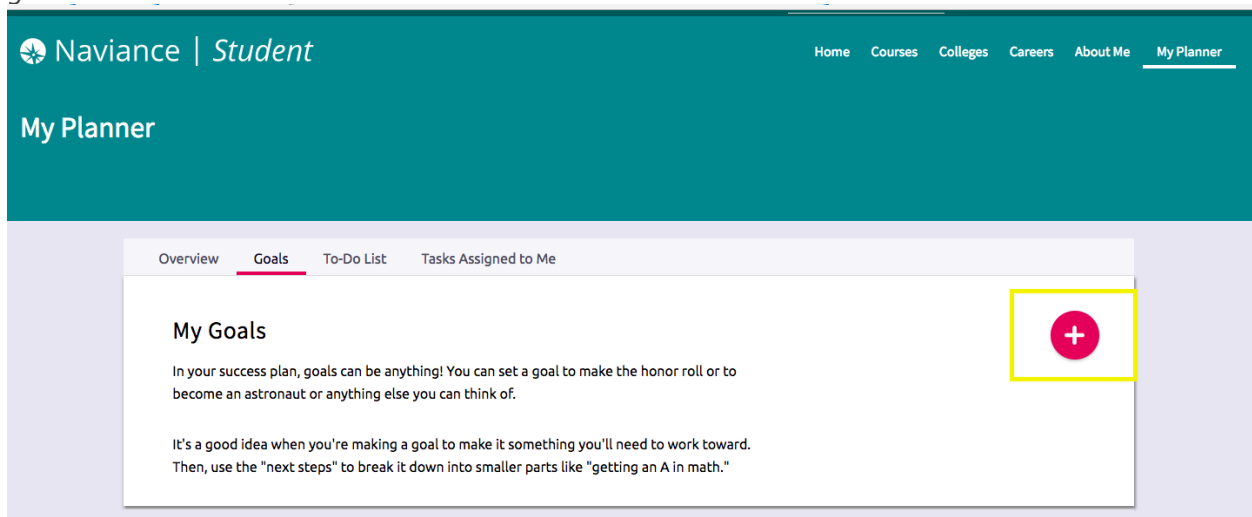 Naviance | Student
Home Courses Colleges Careers About Me My Planner
My Planner
Overview Goals To-Do List Tasks Assigned to Me
My Goals
In your success plan, goals can be anything! You can set a goal to make the honor roll or to
become an astronaut or anything else you can think of.
It's a good idea when you're making a goal to make it something you'll need to work toward.
Then, use the "next steps" to break it down into smaller parts like "getting an A in math."